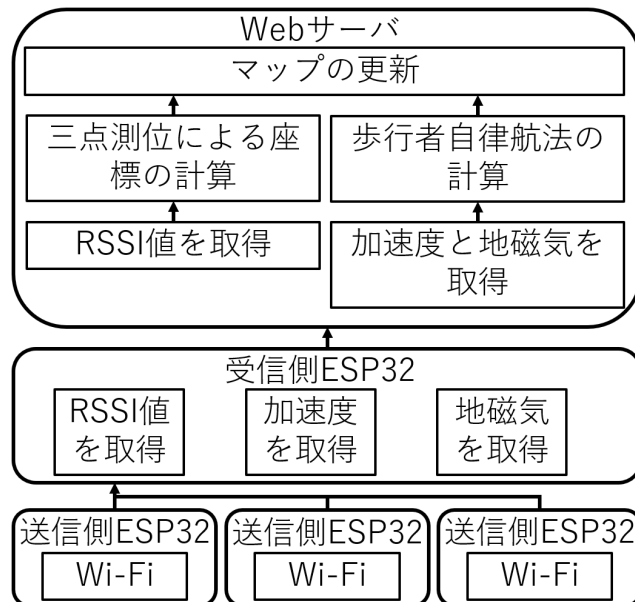 Webサーバ
マップの更新
三点測位による座
標の計算
歩行者自律航法の
計算
RSSI値を取得
加速度と地磁気を
取得
受信側ESP32
RSSI値
を取得
加速度
を取得
地磁気
を取得
送信側ESP32
Wi-Fi
送信側ESP32
Wi-Fi
送信側ESP32
Wi-Fi